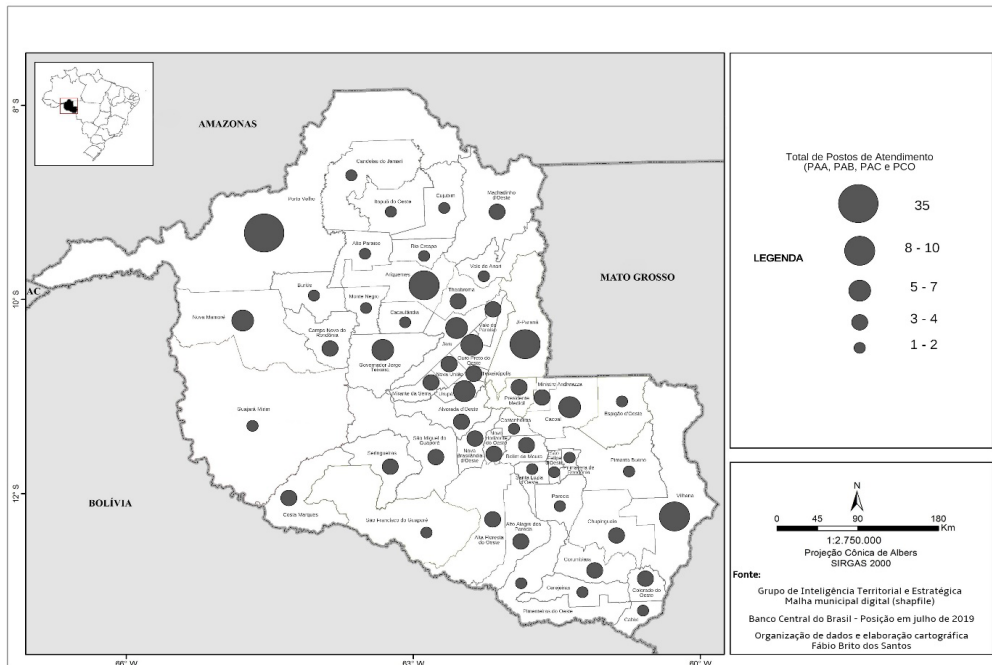 8° S
10° S
12° S
66° W
63° W
60° W
AMAZONAS
MATO GROSSO
BOLÍVIA
AC
Candeias do Jamari
Porto Velho
Itapuã do Oeste
Cujubim
Machadinho
d'Oeste
Alto Paraíso
Rio Crespo
Vale do Anari
Ariquemes
Buritis
Monte Negro
Theobroma
Cacaulândia
Nova Mamoré
Campo Novo de
Rondônia
Governador Jorge
Teixeira
Jaru
Vale do
Paraíso
Ji-Paraná
Ouro Preto do
Oeste
Nova União
Teixeirópolis
Mirante da Serra
Urupá
Presidente
Médici
Ministro Andreazza
Cacoal
Espigão d'Oeste
Guajará-Mirim
Alvorada d'Oeste
Castanheiras
São Miguel do
Guaporé
Nova
Brasilândia
d'Oeste
Novo
Horizonte
do Oeste
Rolim de Moura
São
Felipe
d'Oeste
Primavera de
Rondônia
Pimenta Bueno
Seringueiras
Santa Luzia
d'Oeste
Parecis
Vilhena
Costa Marques
São Francisco do Guaporé
Alta Floresta
do Oeste
Alto Alegre dos
Parecis
Chupinguaia
Corumbiara
Cerejeiras
Colorado do
Oeste
Pimenteiras do Oeste
Cabixi
Total de Postos de Atendimento
(PAA, PAB, PAC e PCO
LEGENDA
35
8 - 10
5 - 7
3 - 4
1 - 2
N
0 45 90 180
Km
1:2.750.000
Projeção Cônica de Albers
SIRGAS 2000
Fonte:
Grupo de Inteligência Territorial e Estratégica
Malha municipal digital (shapfile)
Banco Central do Brasil - Posição em julho de 2019
Organização de dados e elaboração cartográfica
Fábio Brito dos Santos